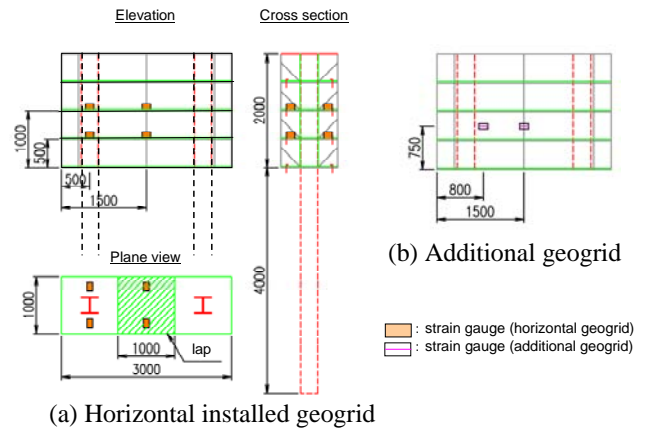 Elevation
Cross section
1000
500
500
1500
2000
4000
750
800
1500
(b) Additional geogrid
Plane view
1000
lap
1000
3000
: strain gauge (horizontal geogrid)
: strain gauge (additional geogrid)
(a) Horizontal installed geogrid